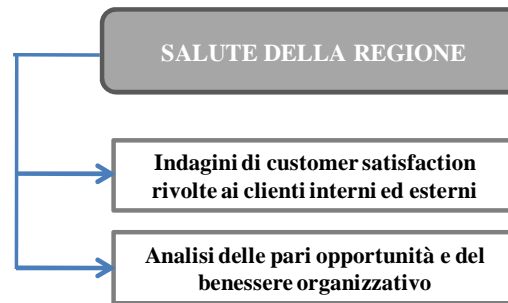 SALUTE DELLA REGIONE
Indagini di customer satisfaction
rivolte ai clienti interni ed esterni
Analisi delle pari opportunità e del
benessere organizzativo